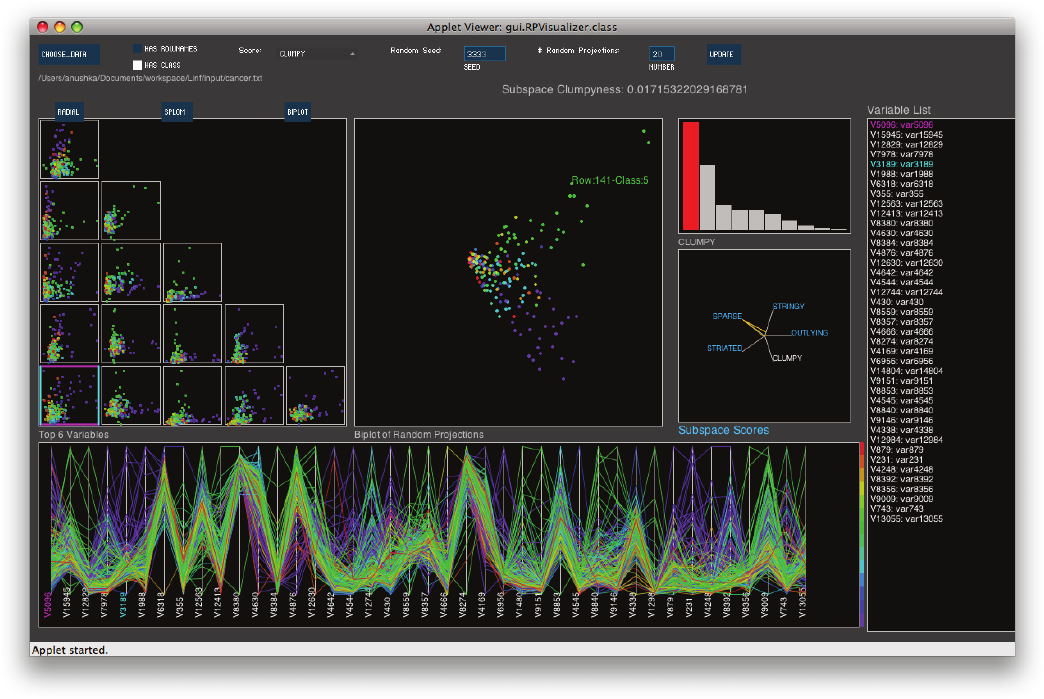 Applet Viewer: gui.RPVisualizer.class
CHOOSE_DATA
HAS ROWNAMES
HAS CLASS
Score:
CLUMPY
Random Seed:
3333
SEED
# Random Projections:
20
NUMBER
UPDATE
/Users/anushka/Documents/workspace/Linf/input/cancer.txt
Subspace Clumpyness: 0.01715322029168781
RADIAL
SPLOM
BIPLOT
Variable List
Row:141-Class:5
CLUMPY
STRINGY
SPARSE
OUTLYING
STRIATED
CLUMPY
Top 6 Variables
Biplot of Random Projections
Subspace Scores
V5096: var5096
V15945: var15945
V12829: var12829
V7978: var7978
V3189: var3189
V1988: var1988
V6318: var6318
V355: var355
V12563: var12563
V12413: var12413
V8380: var8380
V4630: var4630
V8384: var8384
V4876: var4876
V12630: var12630
V4642: var4642
V4544: var4544
V12744: var12744
V430: var430
V8559: var8559
V8357: var8357
V4666: var4666
V8274: var8274
V4169: var4169
V6956: var6956
V14804: var14804
V9151: var9151
V8853: var8853
V4545: var4545
V8840: var8840
V9146: var9146
V4338: var4338
V12984: var12984
V879: var879
V231: var231
V4248: var4248
V8392: var8392
V8356: var8356
V9009: var9009
V743: var743
V13055: var13055
V5096
V15945
V7978
V3189
V1988
V6318
V355
V12563
V12413
V8380
V4630
V8384
V4876
V12630
V4642
V430
V8559
V8357
V4666
V8274
V4169
V6956
V9151
V8853
V4545
V8840
V9146
V879
V231
V4248
V8392
V8356
V9009
V743
Applet started.